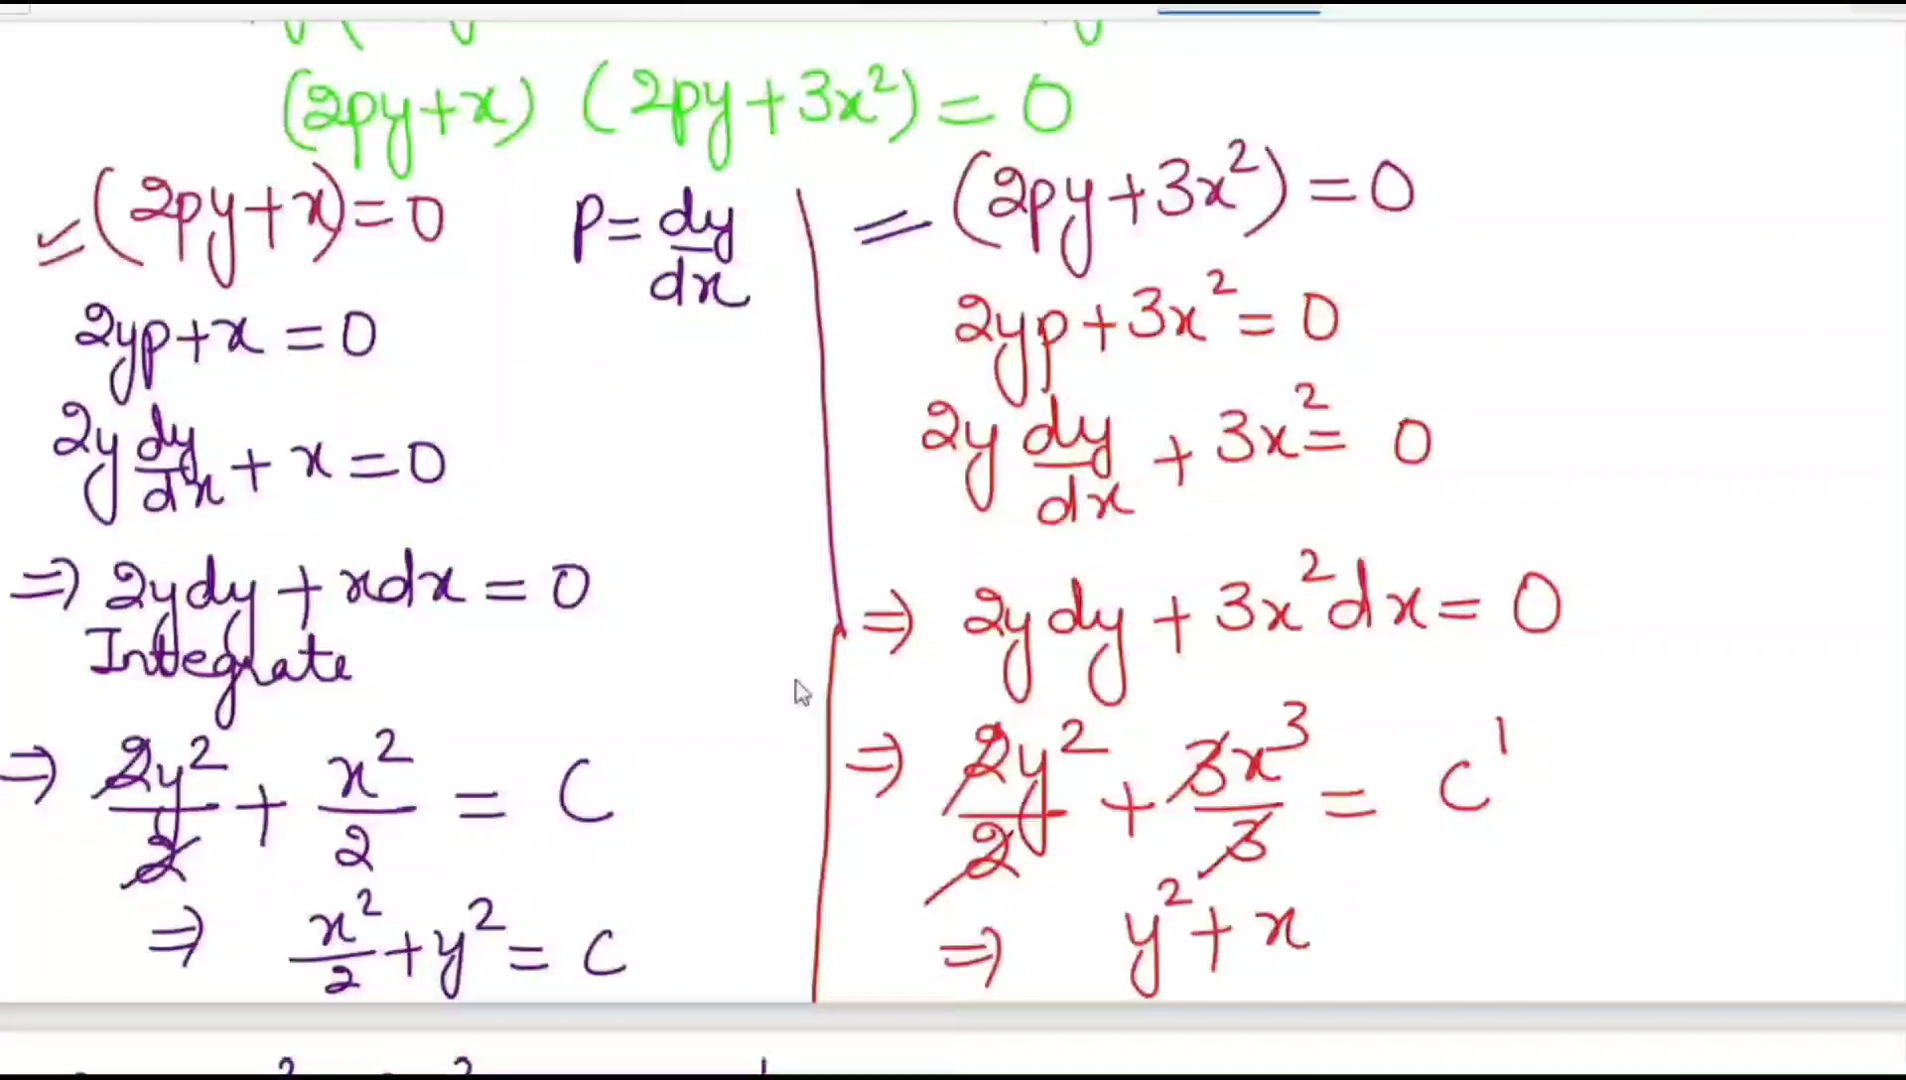 (2py+x) (2py+3x²) = 0
(2py+x)=0
p = dy/dx
2yp+x = 0
2y dy/dx + x = 0
⇒ 2ydy + xdx = 0
Integrate
⇒ 2y²/2 + x²/2 = C
⇒ x²/2 + y² = C
(2py+3x²) = 0
2yp+3x² = 0
2y dy/dx + 3x² = 0
⇒ 2ydy + 3x²dx = 0
⇒ 2y²/2 + 3x³/3 = C'
⇒ y² + x